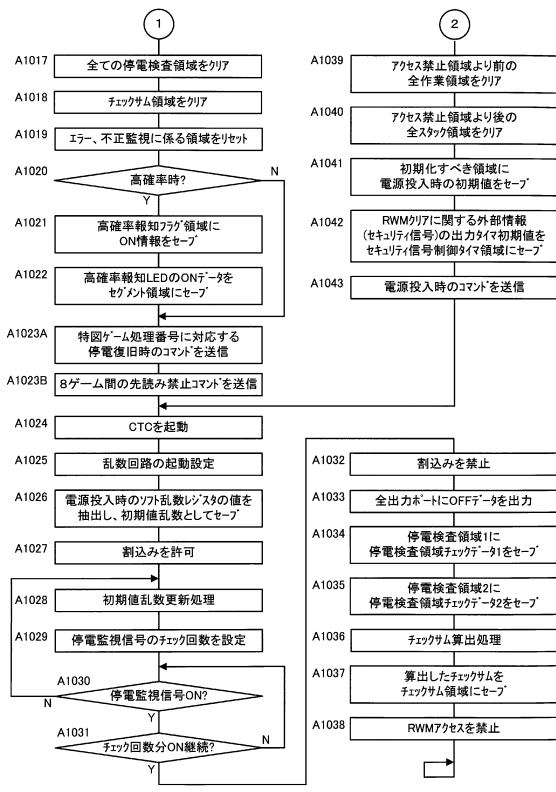 1
A1017
全ての停電検査領域をクリア
A1018
チェックサム領域をクリア
A1019
エラー、不正監視に係る領域をリセット
A1020
高確率時?
N
Y
A1021
高確率報知フラグ領域に
ON情報をセーブ
A1022
高確率報知LEDのONデータを
セグメント領域にセーブ
A1023A
特図ゲーム処理番号に対応する
停電復旧時のコマンドを送信
A1023B
8ゲーム間の先読み禁止コマンドを送信
A1024
CTCを起動
A1025
乱数回路の起動設定
A1026
電源投入時のソフト乱数レジスタの値を
抽出し、初期値乱数としてセーブ
A1027
割込みを許可
A1028
初期値乱数更新処理
A1029
停電監視信号のチェック回数を設定
A1030
停電監視信号ON?
N
Y
A1031
チェック回数分ON継続?
N
Y
2
A1039
アクセス禁止領域より前の
全作業領域をクリア
A1040
アクセス禁止領域より後の
全スタック領域をクリア
A1041
初期化すべき領域に
電源投入時の初期値をセーブ
A1042
RWMクリアに関する外部情報
(セキュリティ信号)の出力タイマ初期値を
セキュリティ信号制御タイマ領域にセーブ
A1043
電源投入時のコマンドを送信
A1032
割込みを禁止
A1033
全出力ポートにOFFデータを出力
A1034
停電検査領域1に
停電検査領域チェックデータ1をセーブ
A1035
停電検査領域2に
停電検査領域チェックデータ2をセーブ
A1036
チェックサム算出処理
A1037
算出したチェックサムを
チェックサム領域にセーブ
A1038
RWMアクセスを禁止